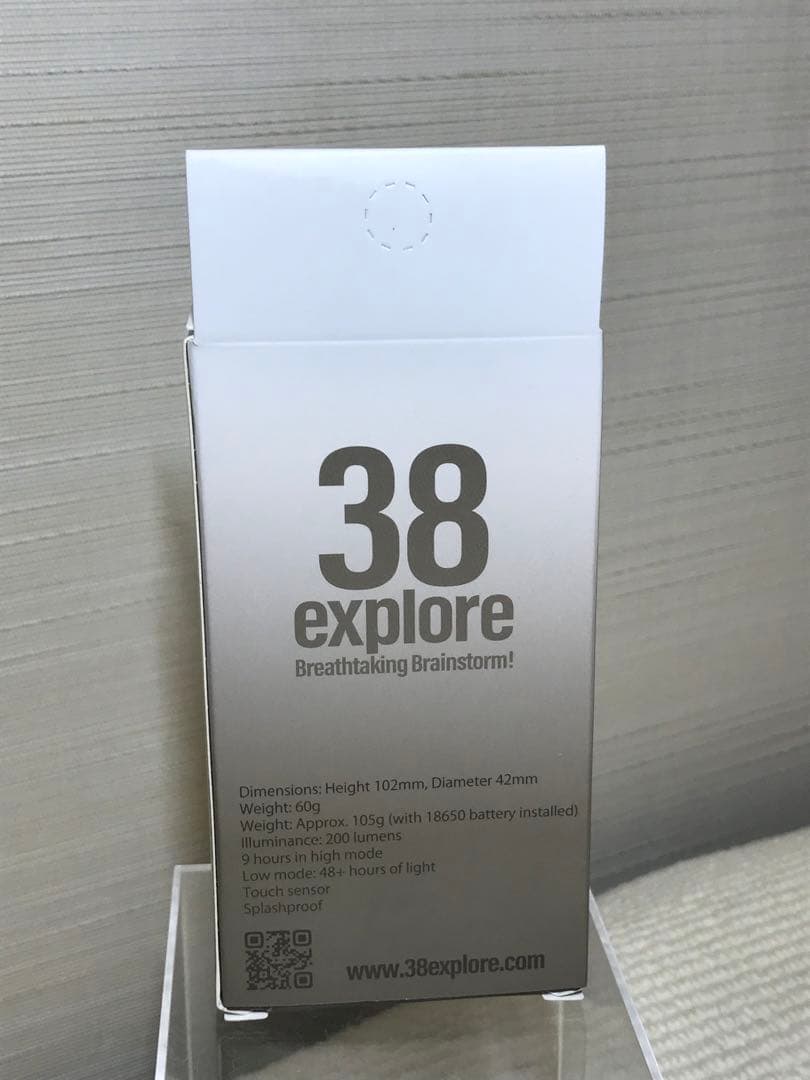 38
explore
Breathtaking Brainstorm!
Dimensions: Height 102mm, Diameter 42mm
Weight: 60g
Weight: Approx. 105g (with 18650 battery installed)
Illuminance: 200 lumens
9 hours in high mode
Low mode: 48+ hours of light
Touch sensor
Splashproof
www.38explore.com